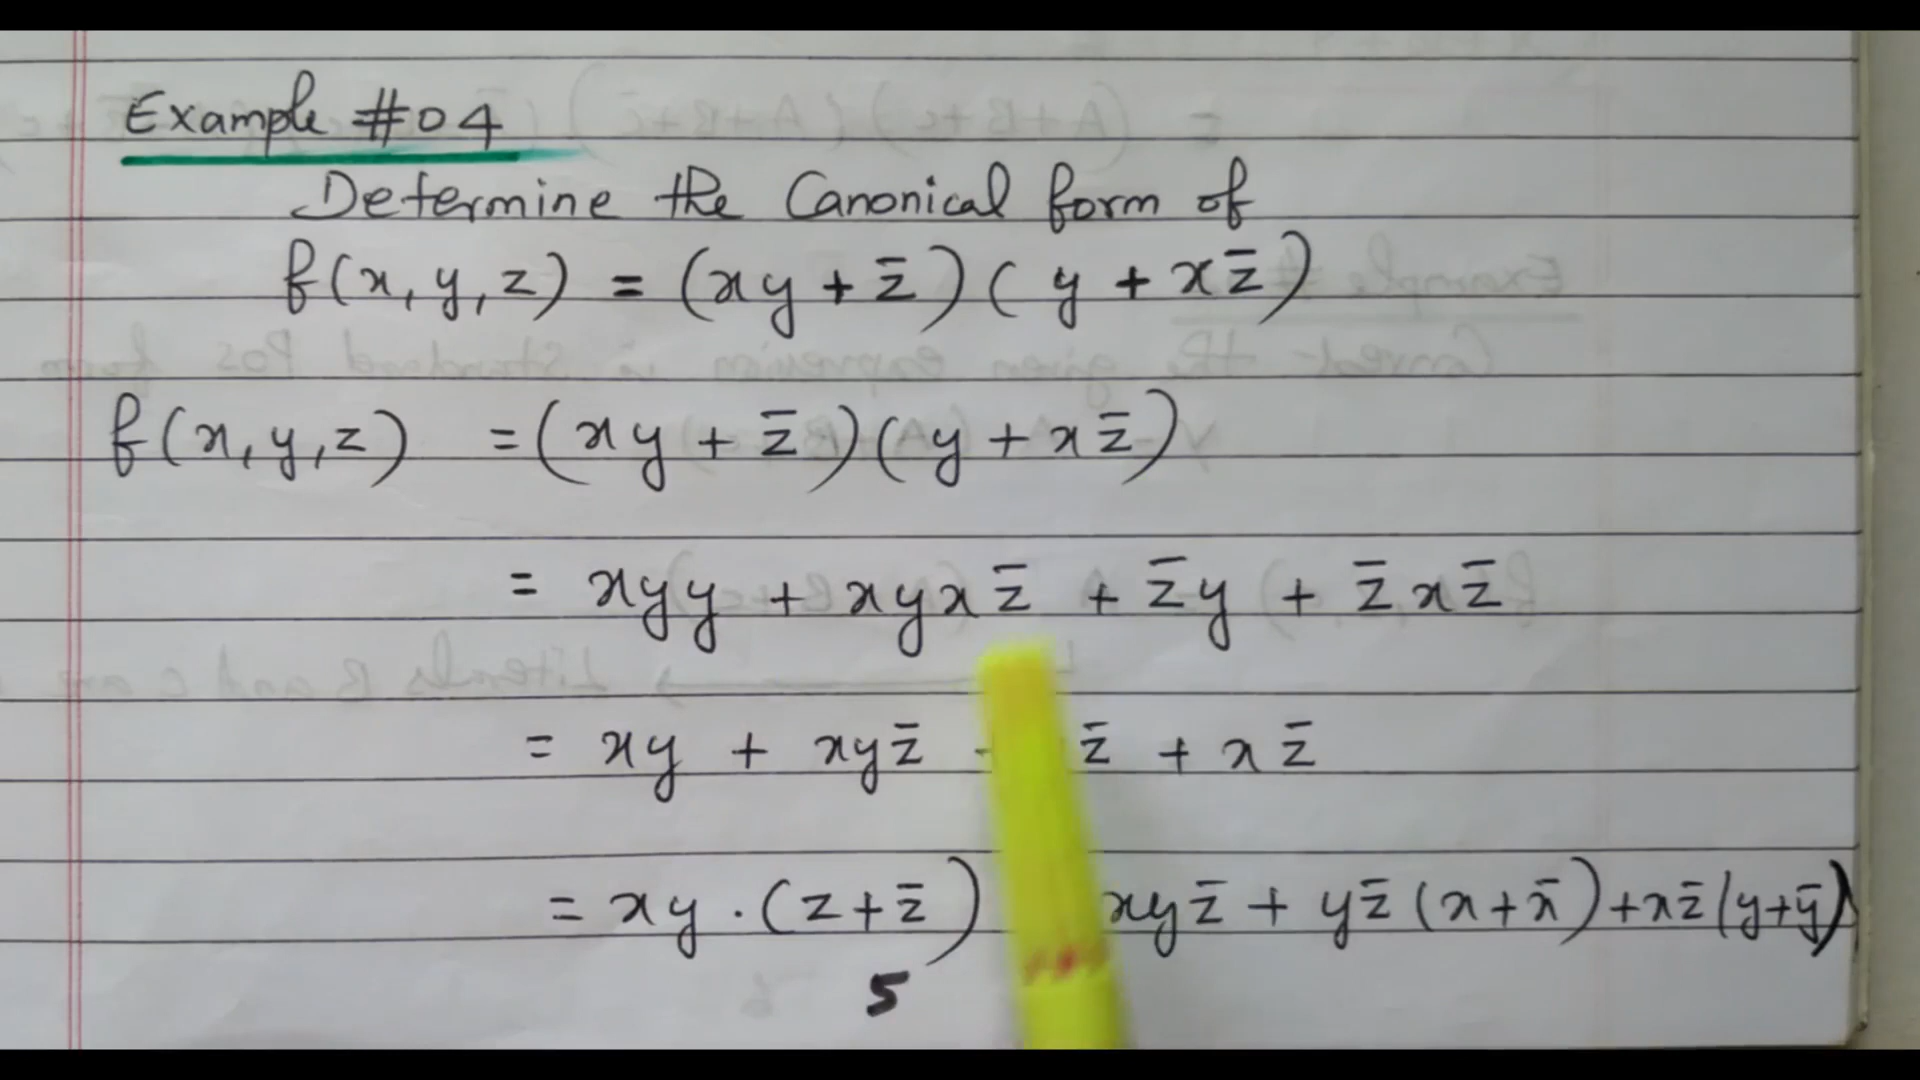 Example #04
Determine the Canonical form of
f(x, y, z) = (xy + z̄)(y + xz̄)
f(x, y, z) = (xy + z̄)(y + xz̄)
= xyy + xyxz̄ + z̄y + z̄xz̄
= xy + xyz̄ z̄ + xz̄
= xy·(z+z̄) xyz̄ + yz̄(x+x̄)+xz̄(y+ȳ)
5